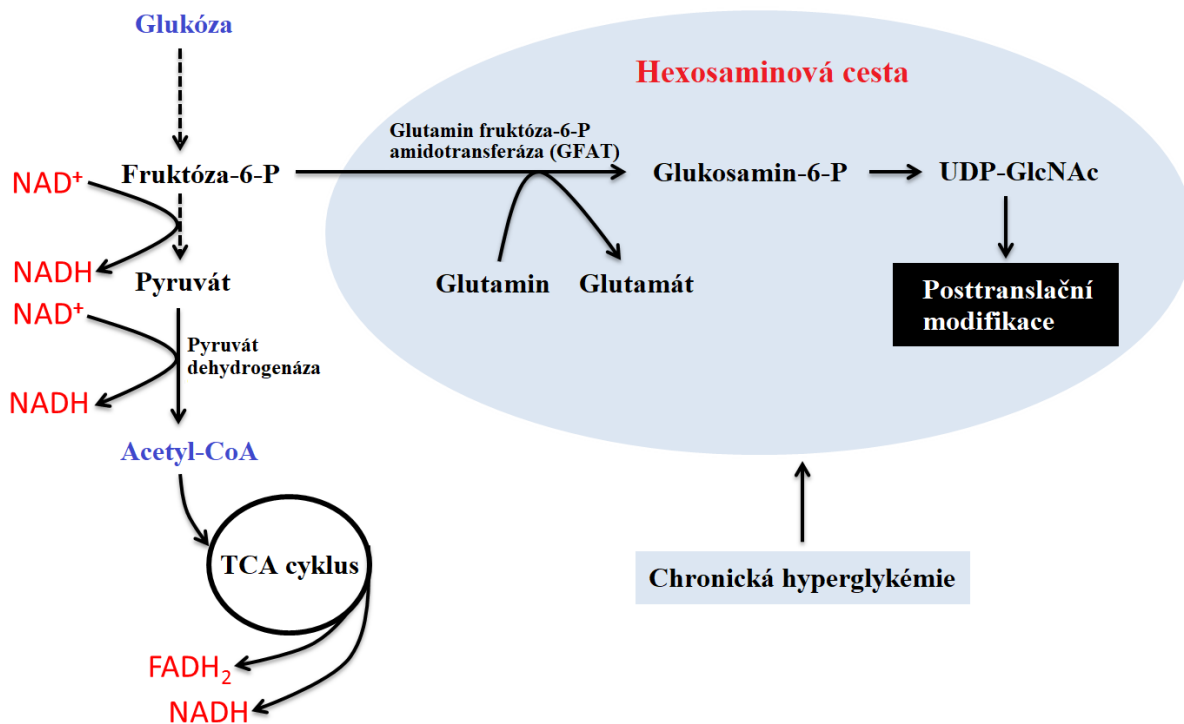 Glukóza
Hexosaminová cesta
Glutamin fruktóza-6-P
amidotransferáza (GFAT)
NAD+
Fruktóza-6-P
Glukosamin-6-P
UDP-GlcNAc
NADH
Pyruvát
Glutamin
Glutamát
Posttranslační
modifikace
NAD+
Pyruvát
dehydrogenáza
NADH
Acetyl-CoA
TCA cyklus
Chronická hyperglykémie
FADH2
NADH